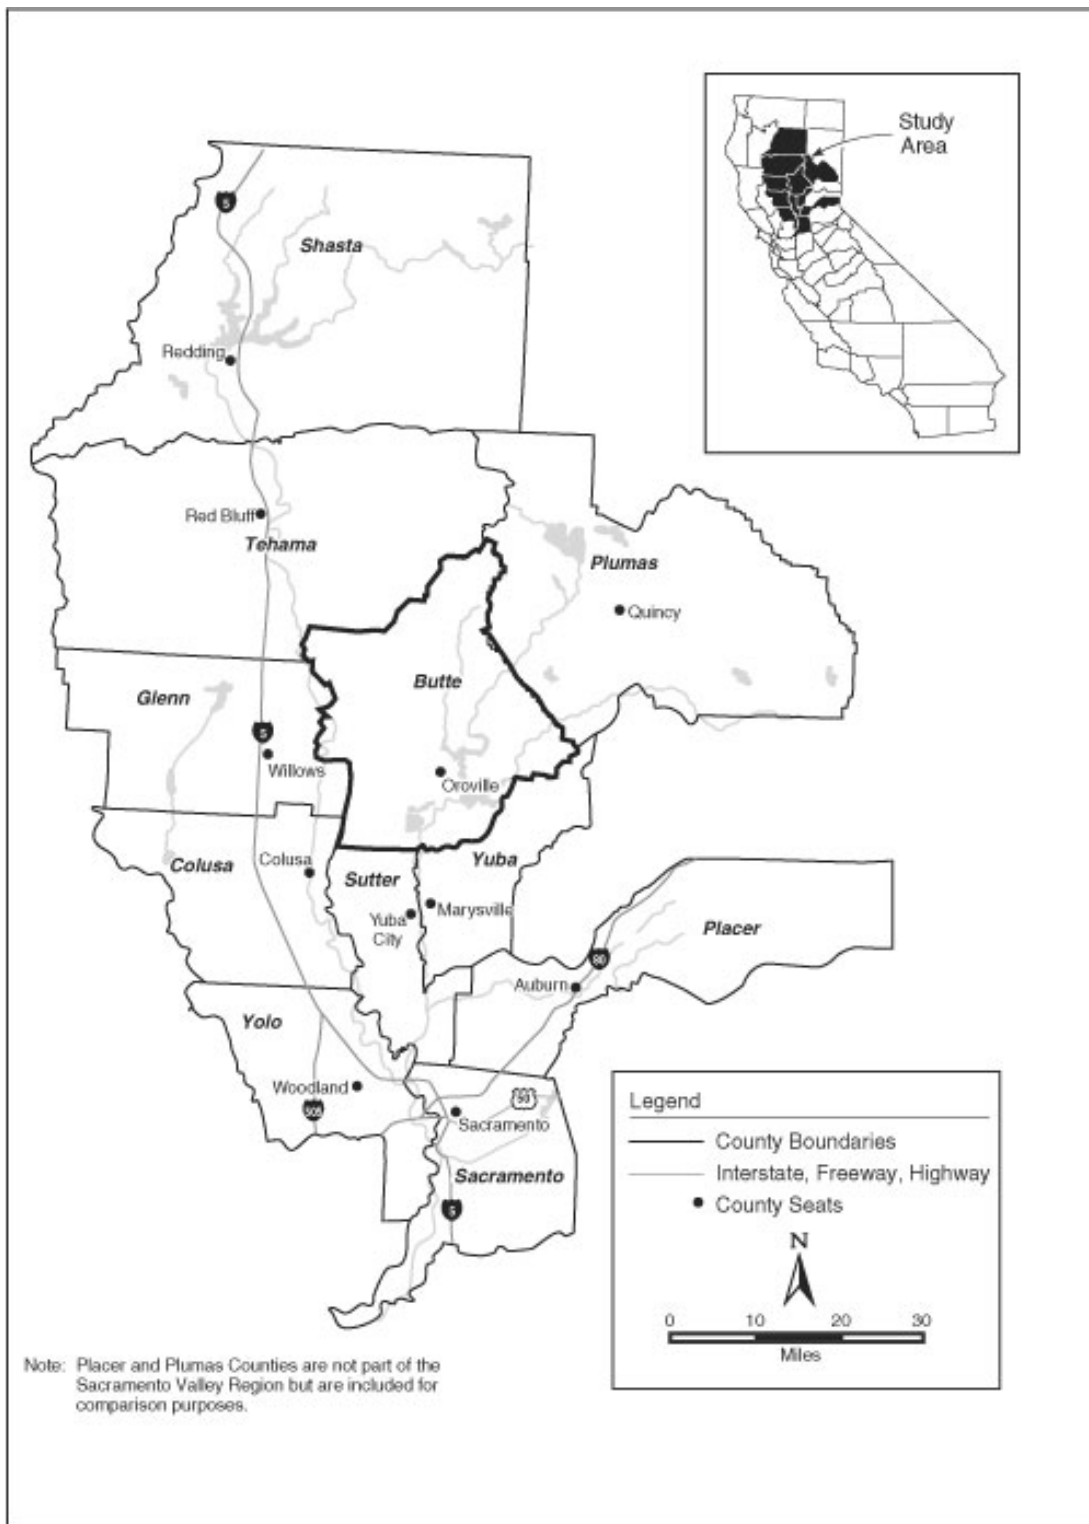 Study
Area
5
Shasta
Redding
Red Bluff
Tehama
Plumas
Quincy
Butte
Glenn
5
Willows
Oroville
Colusa
Colusa
Sutter
Yuba
Yuba
City
Marysville
Placer
80
Auburn
Yolo
Woodland
505
50
Sacramento
Sacramento
5
Legend
County Boundaries
Interstate, Freeway, Highway
County Seats
N
0 10 20 30
Miles
Note: Placer and Plumas Counties are not part of the
Sacramento Valley Region but are included for
comparison purposes.